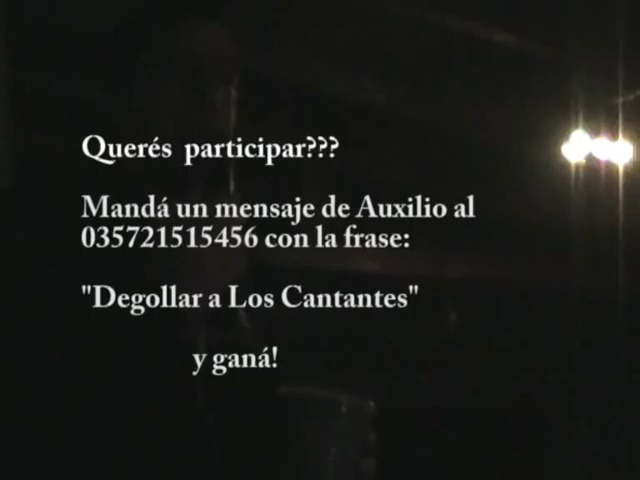 Querés participar???
Mandá un mensaje de Auxilio al
035721515456 con la frase:
"Degollar a Los Cantantes"
y ganá!